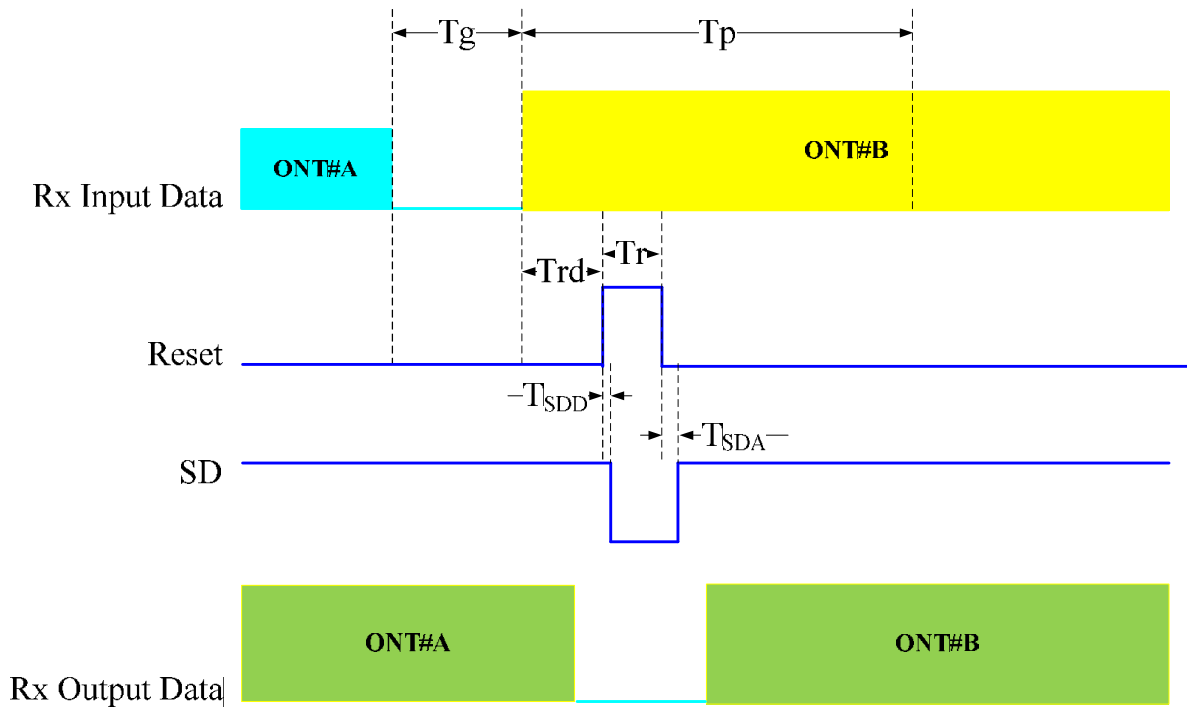 Tg
Tp
ONT#A
ONT#B
Rx Input Data
Tr
Trd
Reset
TSDD
TSDA
SD
ONT#A
ONT#B
Rx Output Data